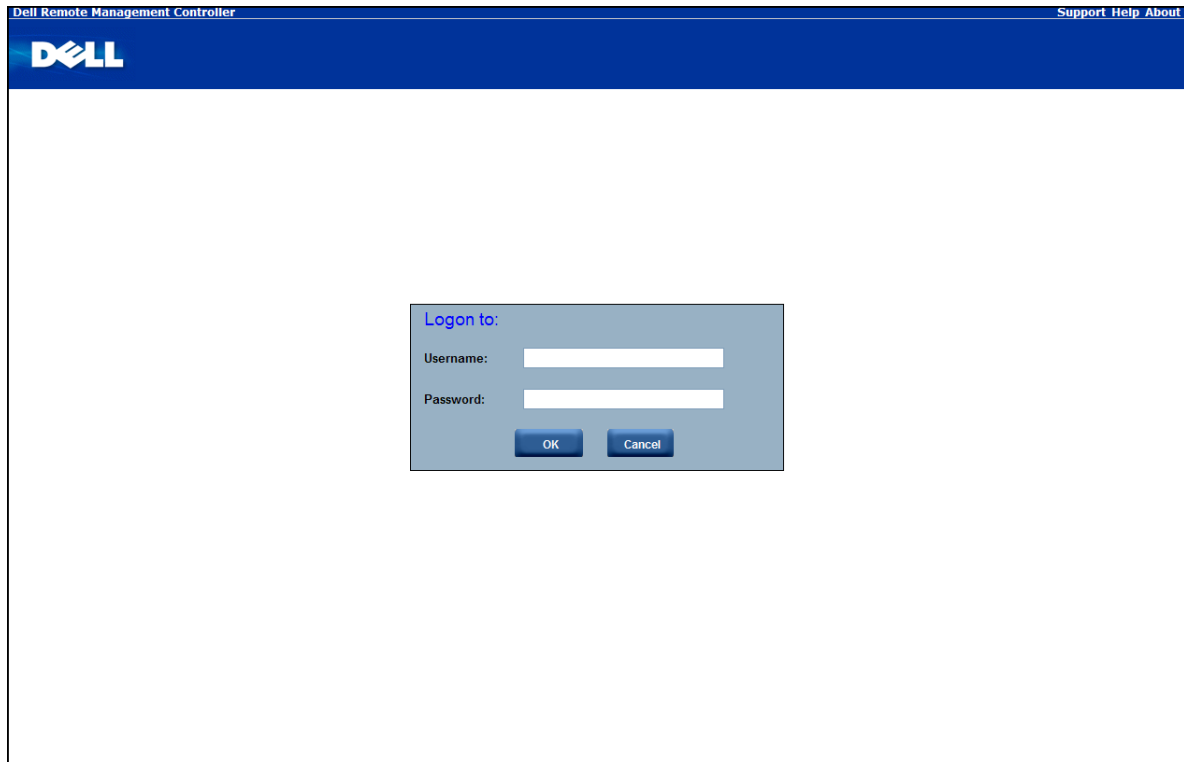 Dell Remote Management Controller
Support Help About
DELL
Logon to:
Username:
Password:
OK Cancel